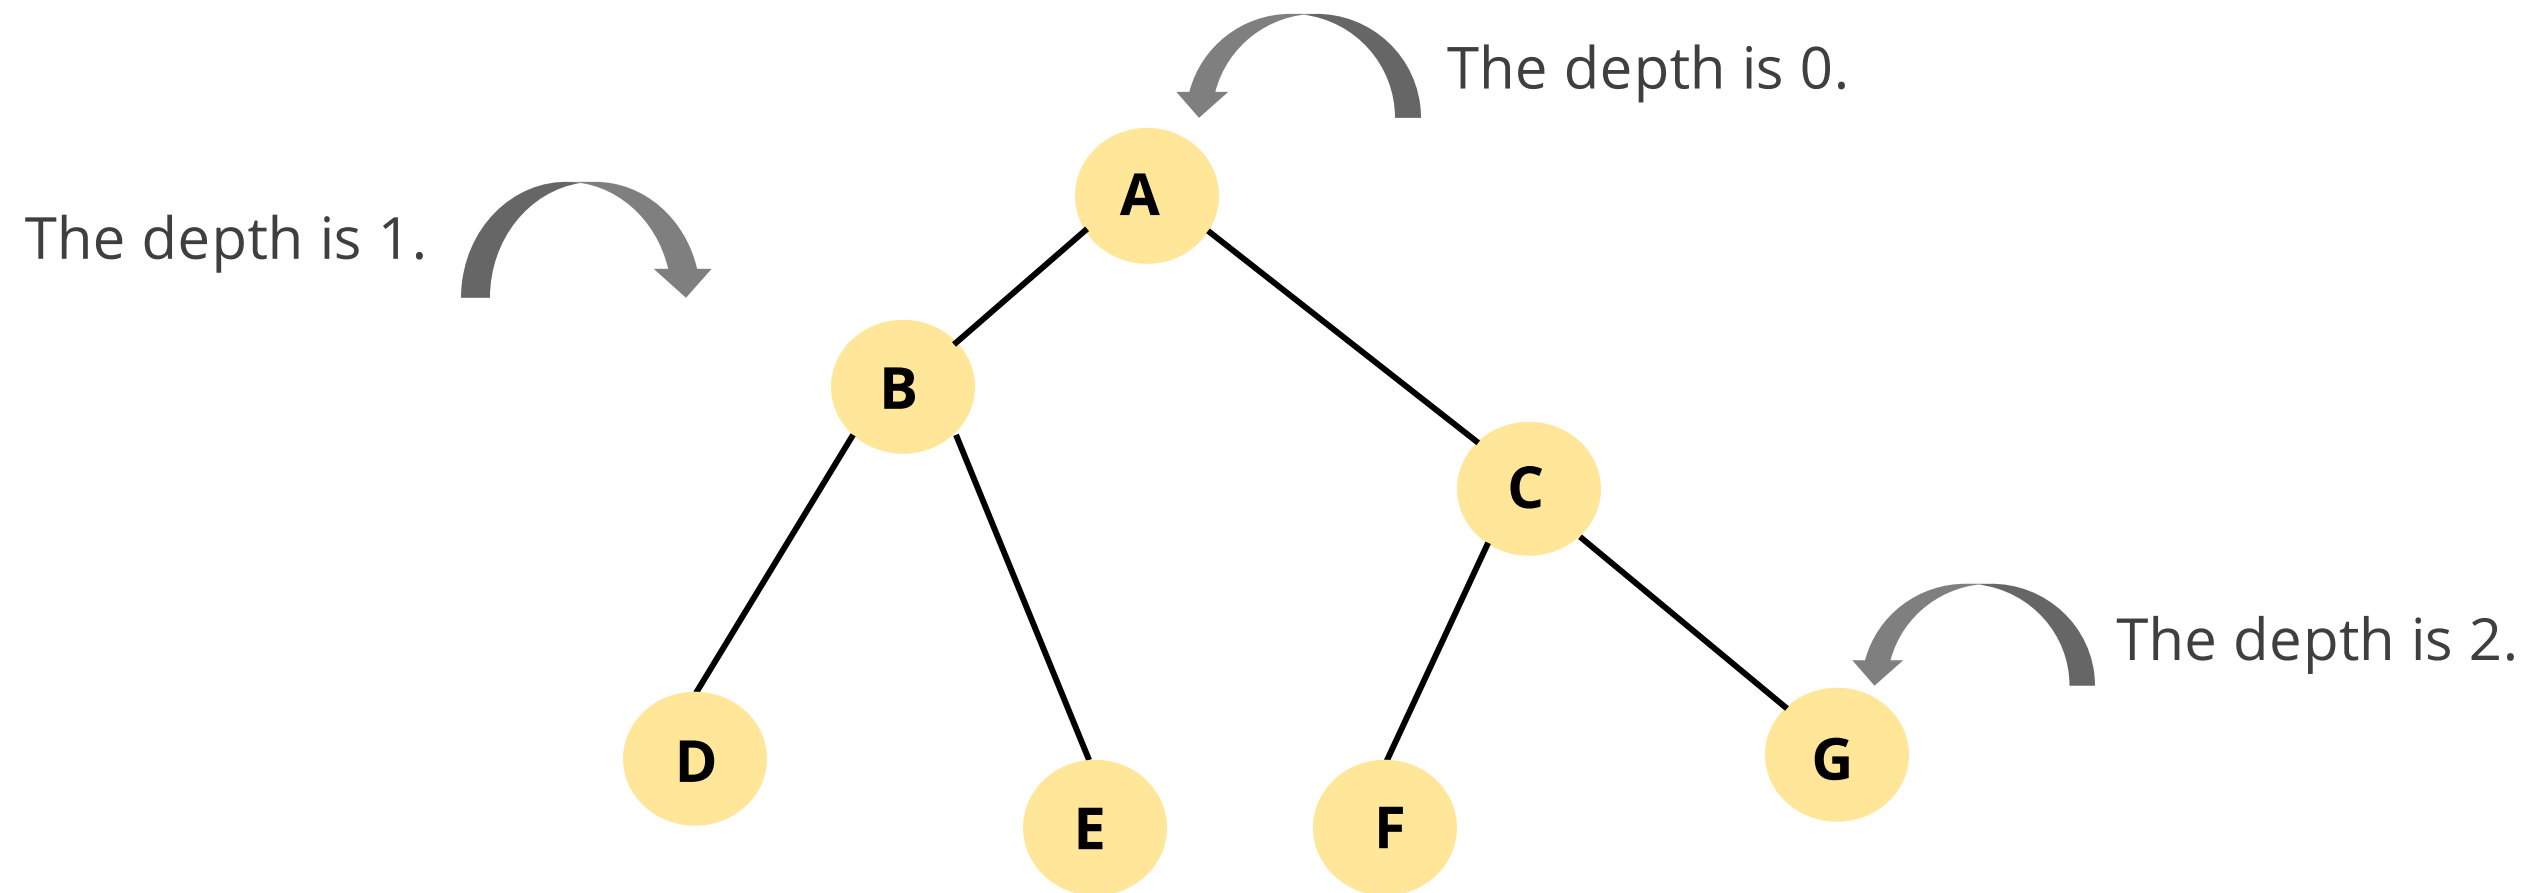 The depth is 0.
A
The depth is 1.
B
C
The depth is 2.
D
G
E
F